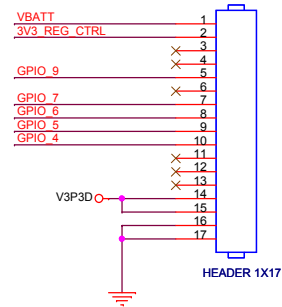 VBATT 1
3V3_REG_CTRL 2
3
4
GPIO_9 5
6
GPIO_7 7
GPIO_6 8
GPIO_5 9
GPIO_4 10
11
12
13
V3P3D 14
15
16
17
HEADER 1X17